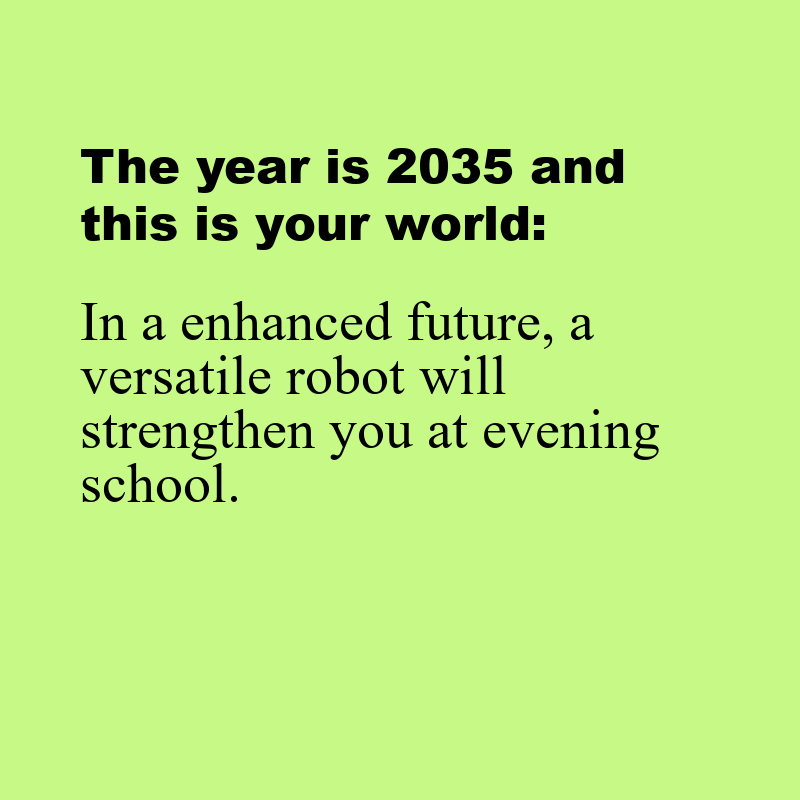 The year is 2035 and
this is your world:
In a enhanced future, a
versatile robot will
strengthen you at evening
school.